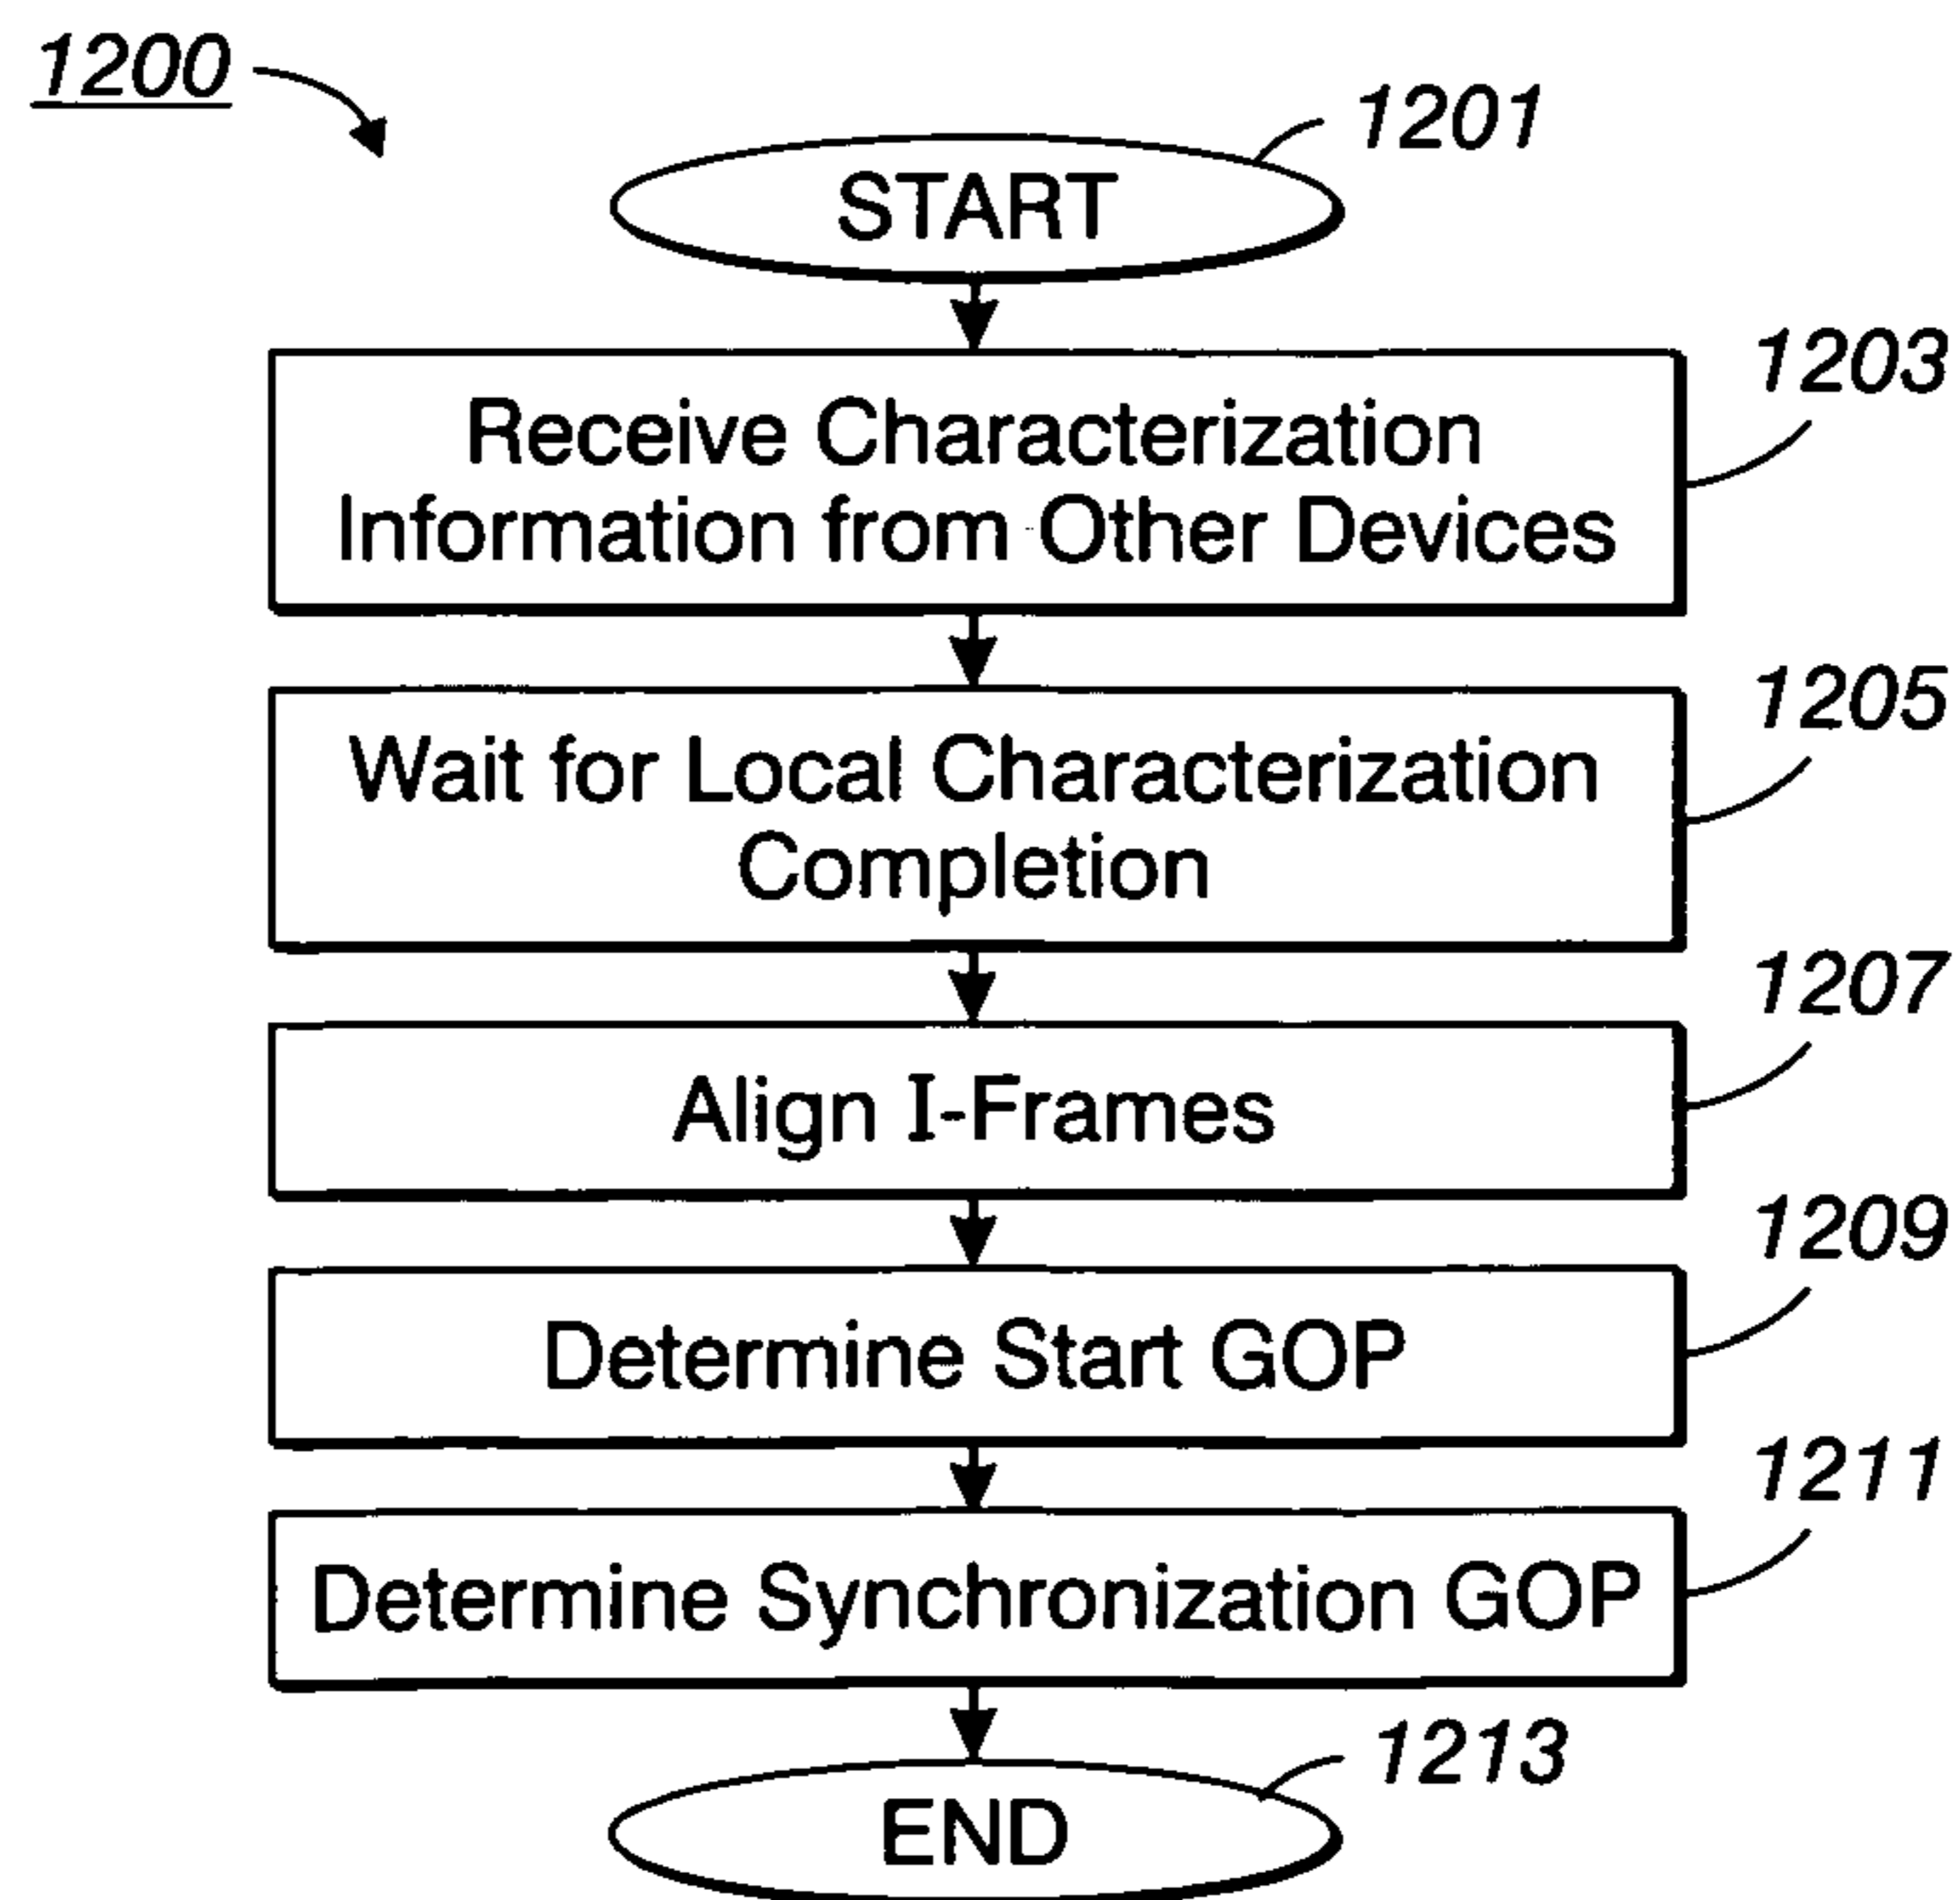 1200
1201
START
1203
Receive Characterization
Information from Other Devices
1205
Wait for Local Characterization
Completion
1207
Align I-Frames
1209
Determine Start GOP
1211
Determine Synchronization GOP
1213
END